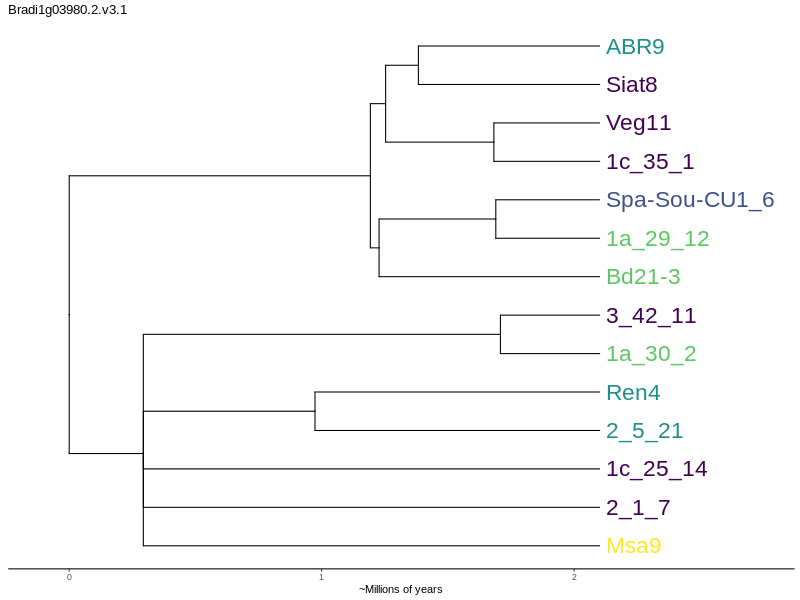 Bradi1g03980.2.v3.1
ABR9
Siat8
Veg11
1c_35_1
Spa-Sou-CU1_6
1a_29_12
Bd21-3
3_42_11
1a_30_2
Ren4
2_5_21
1c_25_14
2_1_7
Msa9
0 1 2
~Millions of years